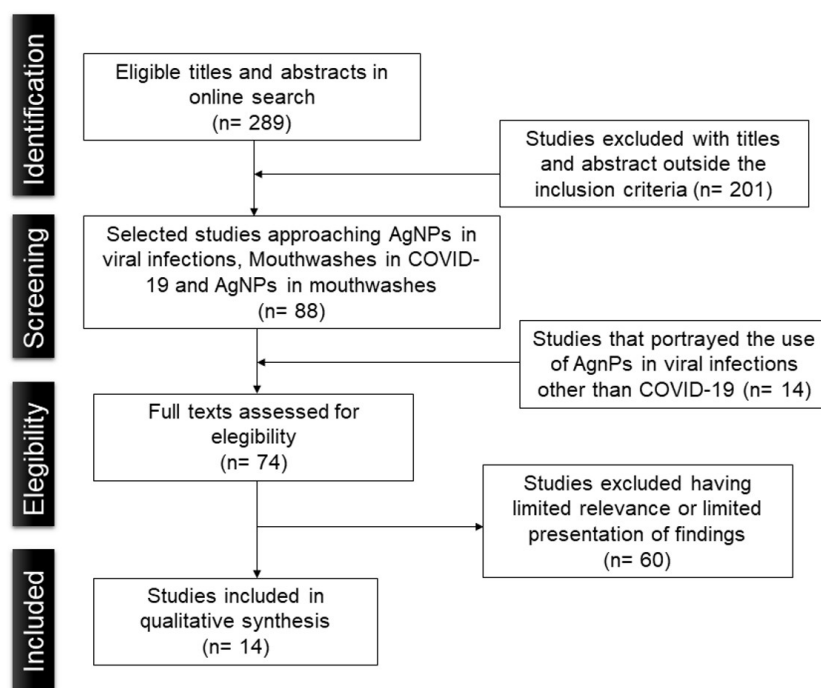 Identification
Eligible titles and abstracts in
online search
(n= 289)
Studies excluded with titles
and abstract outside the
inclusion criteria (n= 201)
Screening
Selected studies approaching AgNPs in
viral infections, Mouthwashes in COVID-
19 and AgNPs in mouthwashes
(n= 88)
Studies that portrayed the use
of AgnPs in viral infections
other than COVID-19 (n= 14)
Elegibility
Full texts assessed for
elegibility
(n= 74)
Studies excluded having
limited relevance or limited
presentation of findings
(n= 60)
Included
Studies included in
qualitative synthesis
(n= 14)